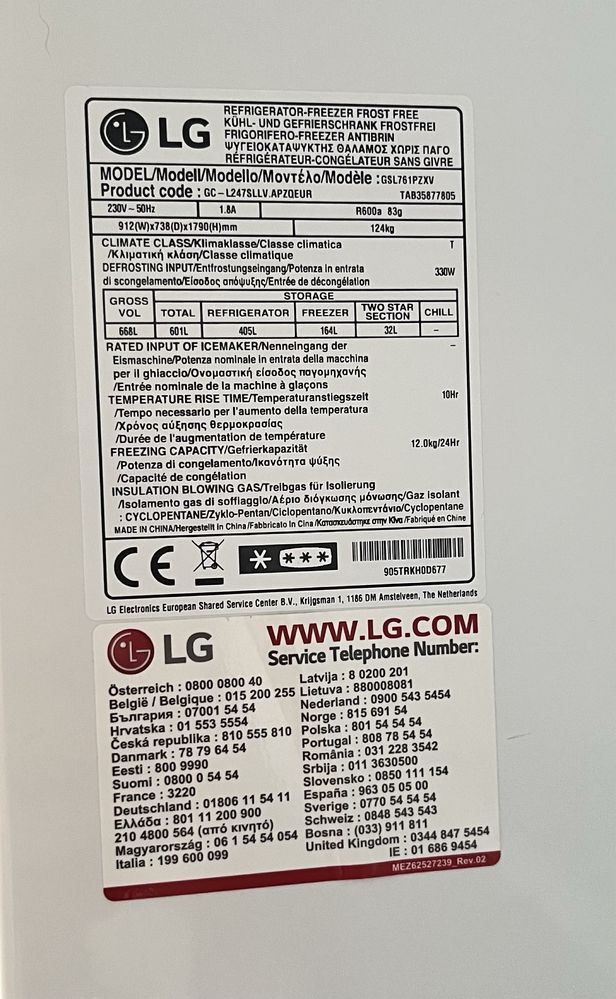 LG
REFRIGERATOR-FREEZER FROST FREE
KÜHL- UND GEFRIERSCHRANK FROSTFREI
FRIGORIFERO-FREEZER ANTIBRIN
ΨΥΓΕΙΟΚΑΤΑΨΥΚΤΗΣ ΘΑΛΑΜΟΣ ΧΩΡΙΣ ΠΑΓΟ
RÉFRIGÉRATEUR-CONGÉLATEUR SANS GIVRE
MODEL/Modell/Modello/Μοντέλο/Modèle : GSL761PZXV
Product code : GC-L247SLLV.APZQEUR TAB35877805
230V~50Hz 1.8A R600a 83g
912(W)x738(D)x1790(H)mm 124kg
CLIMATE CLASS/Klimaklasse/Classe climatica T
/Κλιματική κλάση/Classe climatique
DEFROSTING INPUT/Entfrostungseingang/Potenza in entrata 330W
di scongelamento/Είσοδος απόψυξης/Entrée de décongélation
GROSS VOL STORAGE
TOTAL REFRIGERATOR FREEZER TWO STAR SECTION CHILL
668L 601L 405L 164L 32L –
RATED INPUT OF ICEMAKER/Nenneingang der –
Eismaschine/Potenza nominale in entrata della macchina
per il ghiaccio/Ονομαστική είσοδος παγομηχανής
/Entrée nominale de la machine à glaçons
TEMPERATURE RISE TIME/Temperaturanstiegszeit 10Hr
/Tempo necessario per l'aumento della temperatura
/Χρόνος αύξησης θερμοκρασίας
/Durée de l'augmentation de température
FREEZING CAPACITY/Gefrierkapazität 12.0kg/24Hr
/Potenza di congelamento/Ικανότητα ψύξης
/Capacité de congélation
INSULATION BLOWING GAS/Treibgas für Isolierung
/Isolamento gas di soffiaggio/Αέριο διόγκωσης μόνωσης/Gaz isolant
: CYCLOPENTANE/Zyklo-Pentan/Ciclopentano/Κυκλοπεντάνιο/Cyclopentane
MADE IN CHINA/Hergestellt in China/Fabbricato in Cina/Κατασκευάστηκε στην Κίνα/Fabriqué en Chine
CE
905TRKH0D677
LG Electronics European Shared Service Center B.V., Krijgsman 1, 1186 DM Amstelveen, The Netherlands
LG
WWW.LG.COM
Service Telephone Number:
Österreich : 0800 0800 40
België / Belgique : 015 200 255
България : 07001 54 54
Hrvatska : 01 553 5554
Česká republika : 810 555 810
Danmark : 78 79 64 54
Eesti : 800 9990
Suomi : 0800 0 54 54
France : 3220
Deutschland : 01806 11 54 11
Ελλάδα : 801 11 200 900
210 4800 564 (από κινητό)
Magyarország : 06 1 54 54 054
Italia : 199 600 099
Latvija : 8 0200 201
Lietuva : 880008081
Nederland : 0900 543 5454
Norge : 815 691 54
Polska : 801 54 54 54
Portugal : 808 78 54 54
România : 031 228 3542
Srbija : 011 3630500
Slovensko : 0850 111 154
España : 963 05 05 00
Sverige : 0770 54 54 54
Schweiz : 0848 543 543
Bosna : (033) 911 811
United Kingdom : 0344 847 5454
IE : 01 686 9454
MEZ62527239_Rev.02